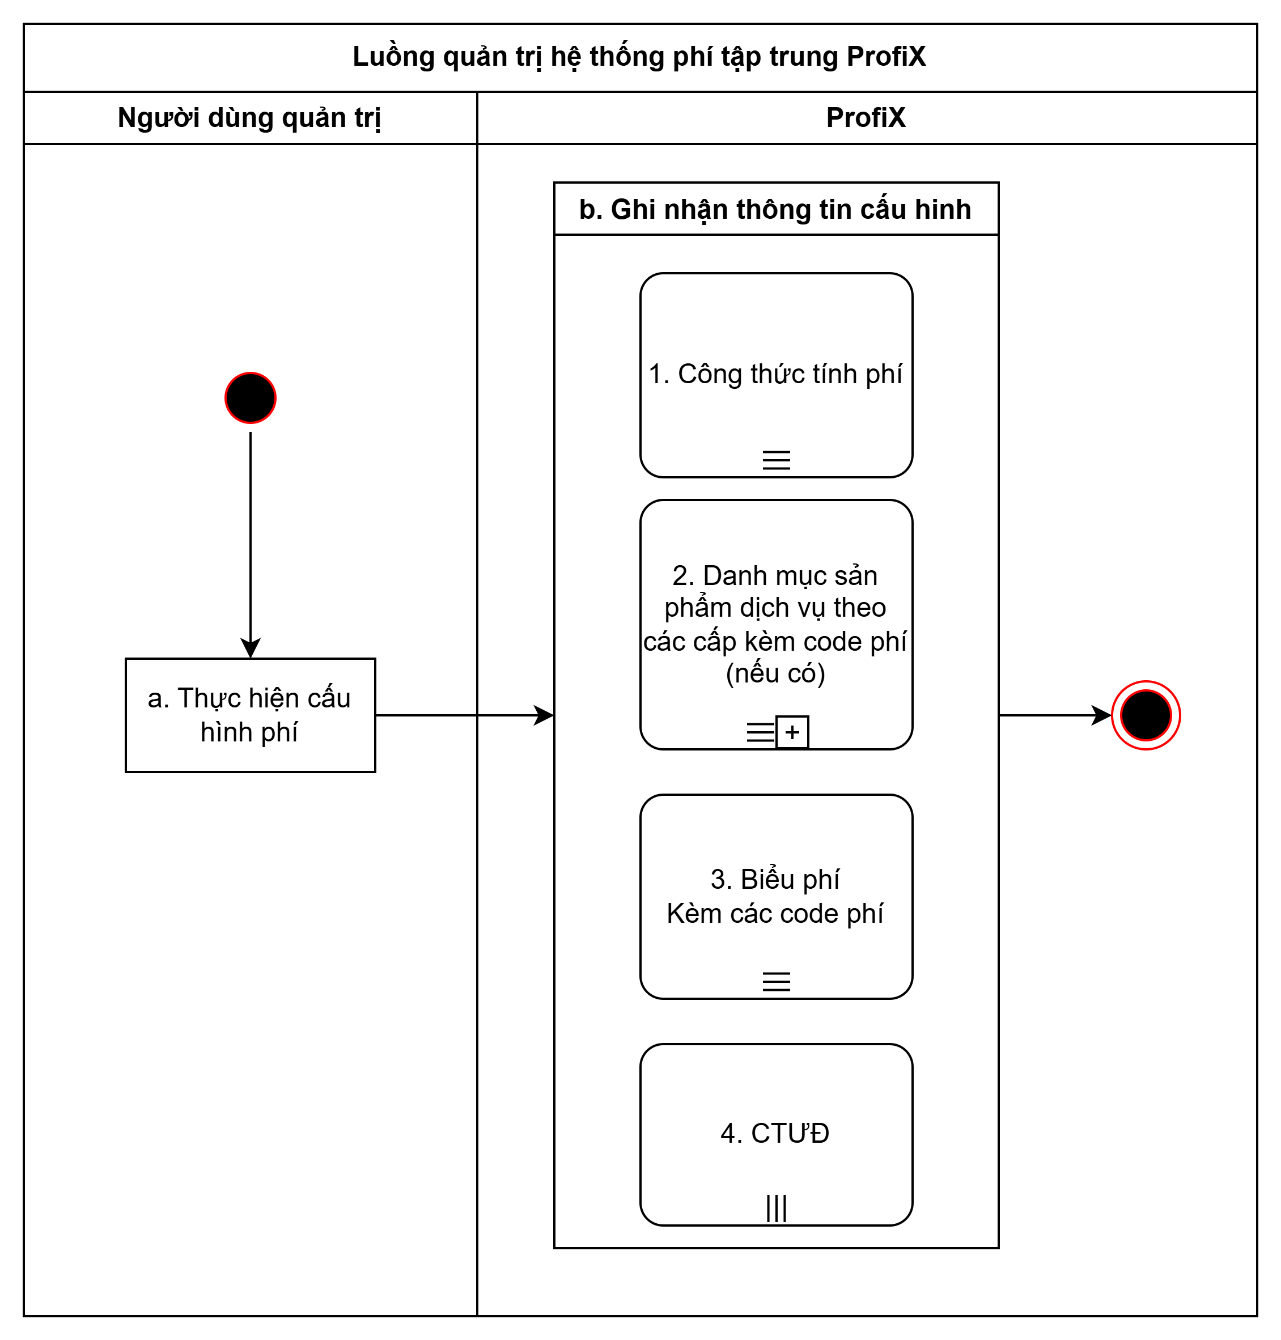 Luồng quản trị hệ thống phí tập trung ProfiX
Người dùng quản trị
ProfiX
b. Ghi nhận thông tin cấu hinh
1. Công thức tính phí
2. Danh mục sản
phẩm dịch vụ theo
các cấp kèm code phí
(nếu có)
+
a. Thực hiện cấu
hình phí
3. Biểu phí
Kèm các code phí
4. CTƯĐ